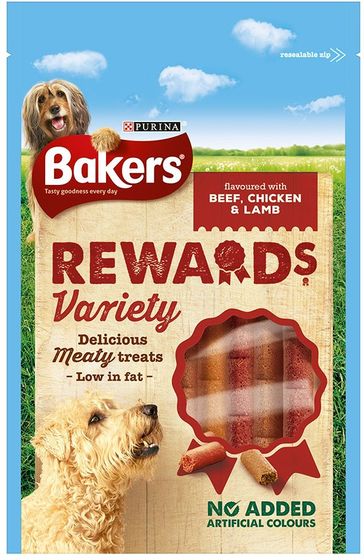 resealable zip
PURINA
Bakers
Tasty goodness every day
flavoured with
BEEF, CHICKEN
& LAMB
REWARDS
Variety
Delicious
Meaty treats
- Low in fat -
NO ADDED
ARTIFICIAL COLOURS